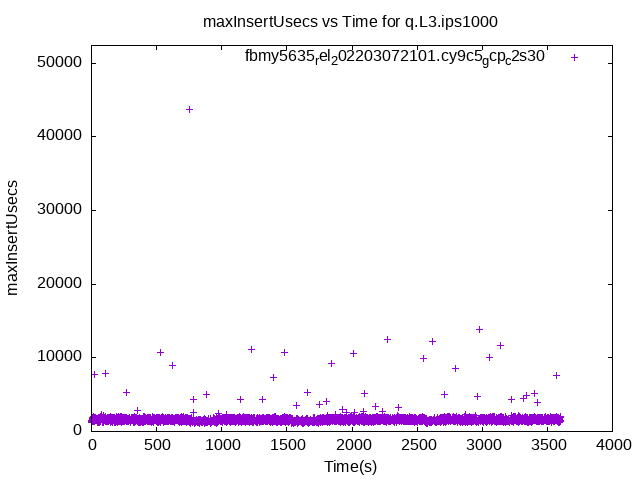 maxInsertUsecs vs Time for q.L3.ips1000
fbmy5635rel202203072101.cy9c5gcpc2s30
maxInsertUsecs
50000
40000
30000
20000
10000
0
0 500 1000 1500 2000 2500 3000 3500 4000
Time(s)